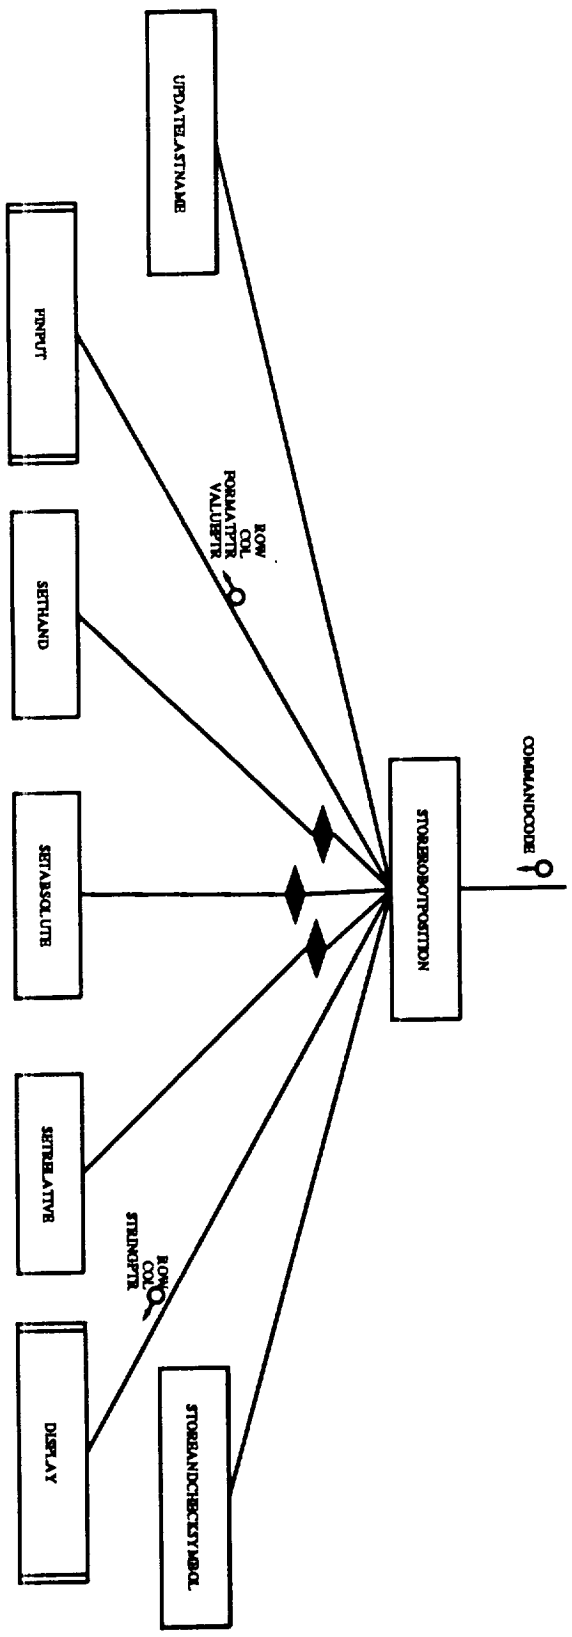 COMMANDCODE
STOREROBOTPOSITION
UPDATELASTNAME
STOREANDCHECKSYMBOL
ROW
COL
FORMATPTR
VALUEPTR
ROW
COL
STRINGPTR
FINPUT
SETHAND
SETABSOLUTE
SETRELATIVE
DISPLAY